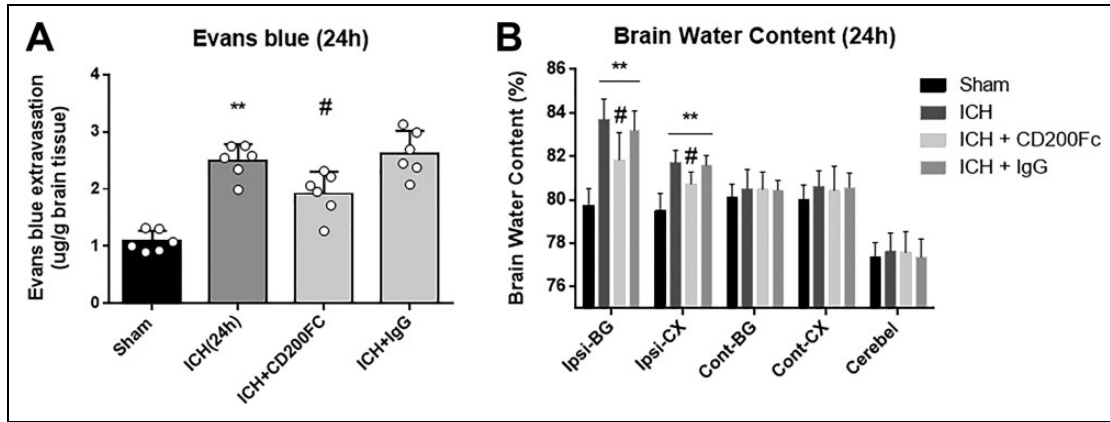 A
Evans blue (24h)
Evans blue extravasation
(ug/g brain tissue)
4
3
2
1
0
**
#
Sham
ICH(24h)
ICH+CD200FC
ICH+IgG
B
Brain Water Content (24h)
Brain Water Content (%)
86
84
82
80
78
76
**
#
**
#
Ipsi-BG
Ipsi-CX
Cont-BG
Cont-CX
Cerebel
Sham
ICH
ICH + CD200Fc
ICH + IgG